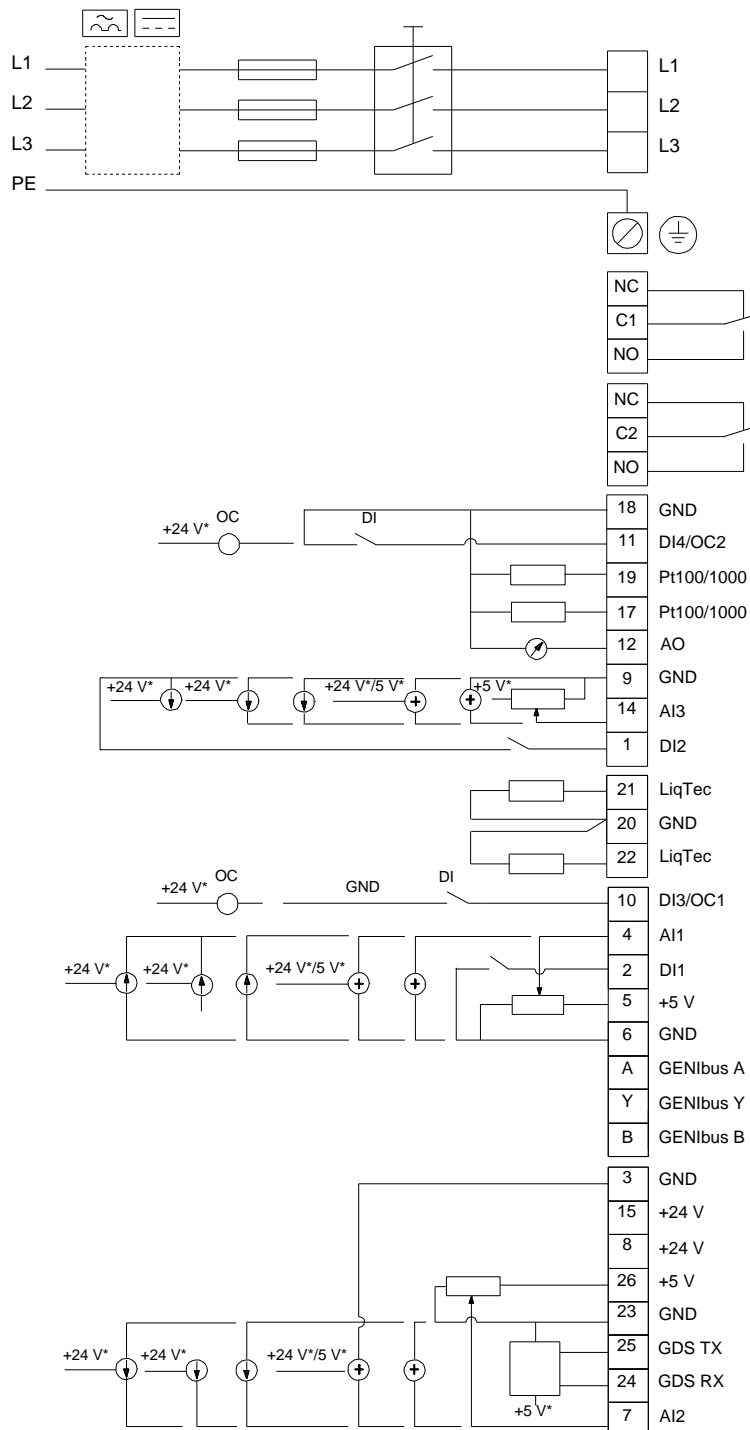 L1 L1
L2 L2
L3 L3
PE
NC
C1
NO
NC
C2
NO
18 GND
+24 V* OC DI 11 DI4/OC2
19 Pt100/1000
17 Pt100/1000
12 AO
9 GND
+24 V* +24 V* +24 V*/5 V* +5 V*
14 AI3
1 DI2
21 LiqTec
20 GND
22 LiqTec
+24 V* OC GND DI 10 DI3/OC1
4 AI1
+24 V* +24 V* +24 V*/5 V* 2 DI1
5 +5 V
6 GND
A GENIbus A
Y GENIbus Y
B GENIbus B
3 GND
15 +24 V
8 +24 V
26 +5 V
23 GND
+24 V* +24 V* +24 V*/5 V* 25 GDS TX
24 GDS RX
+5 V*
7 AI2